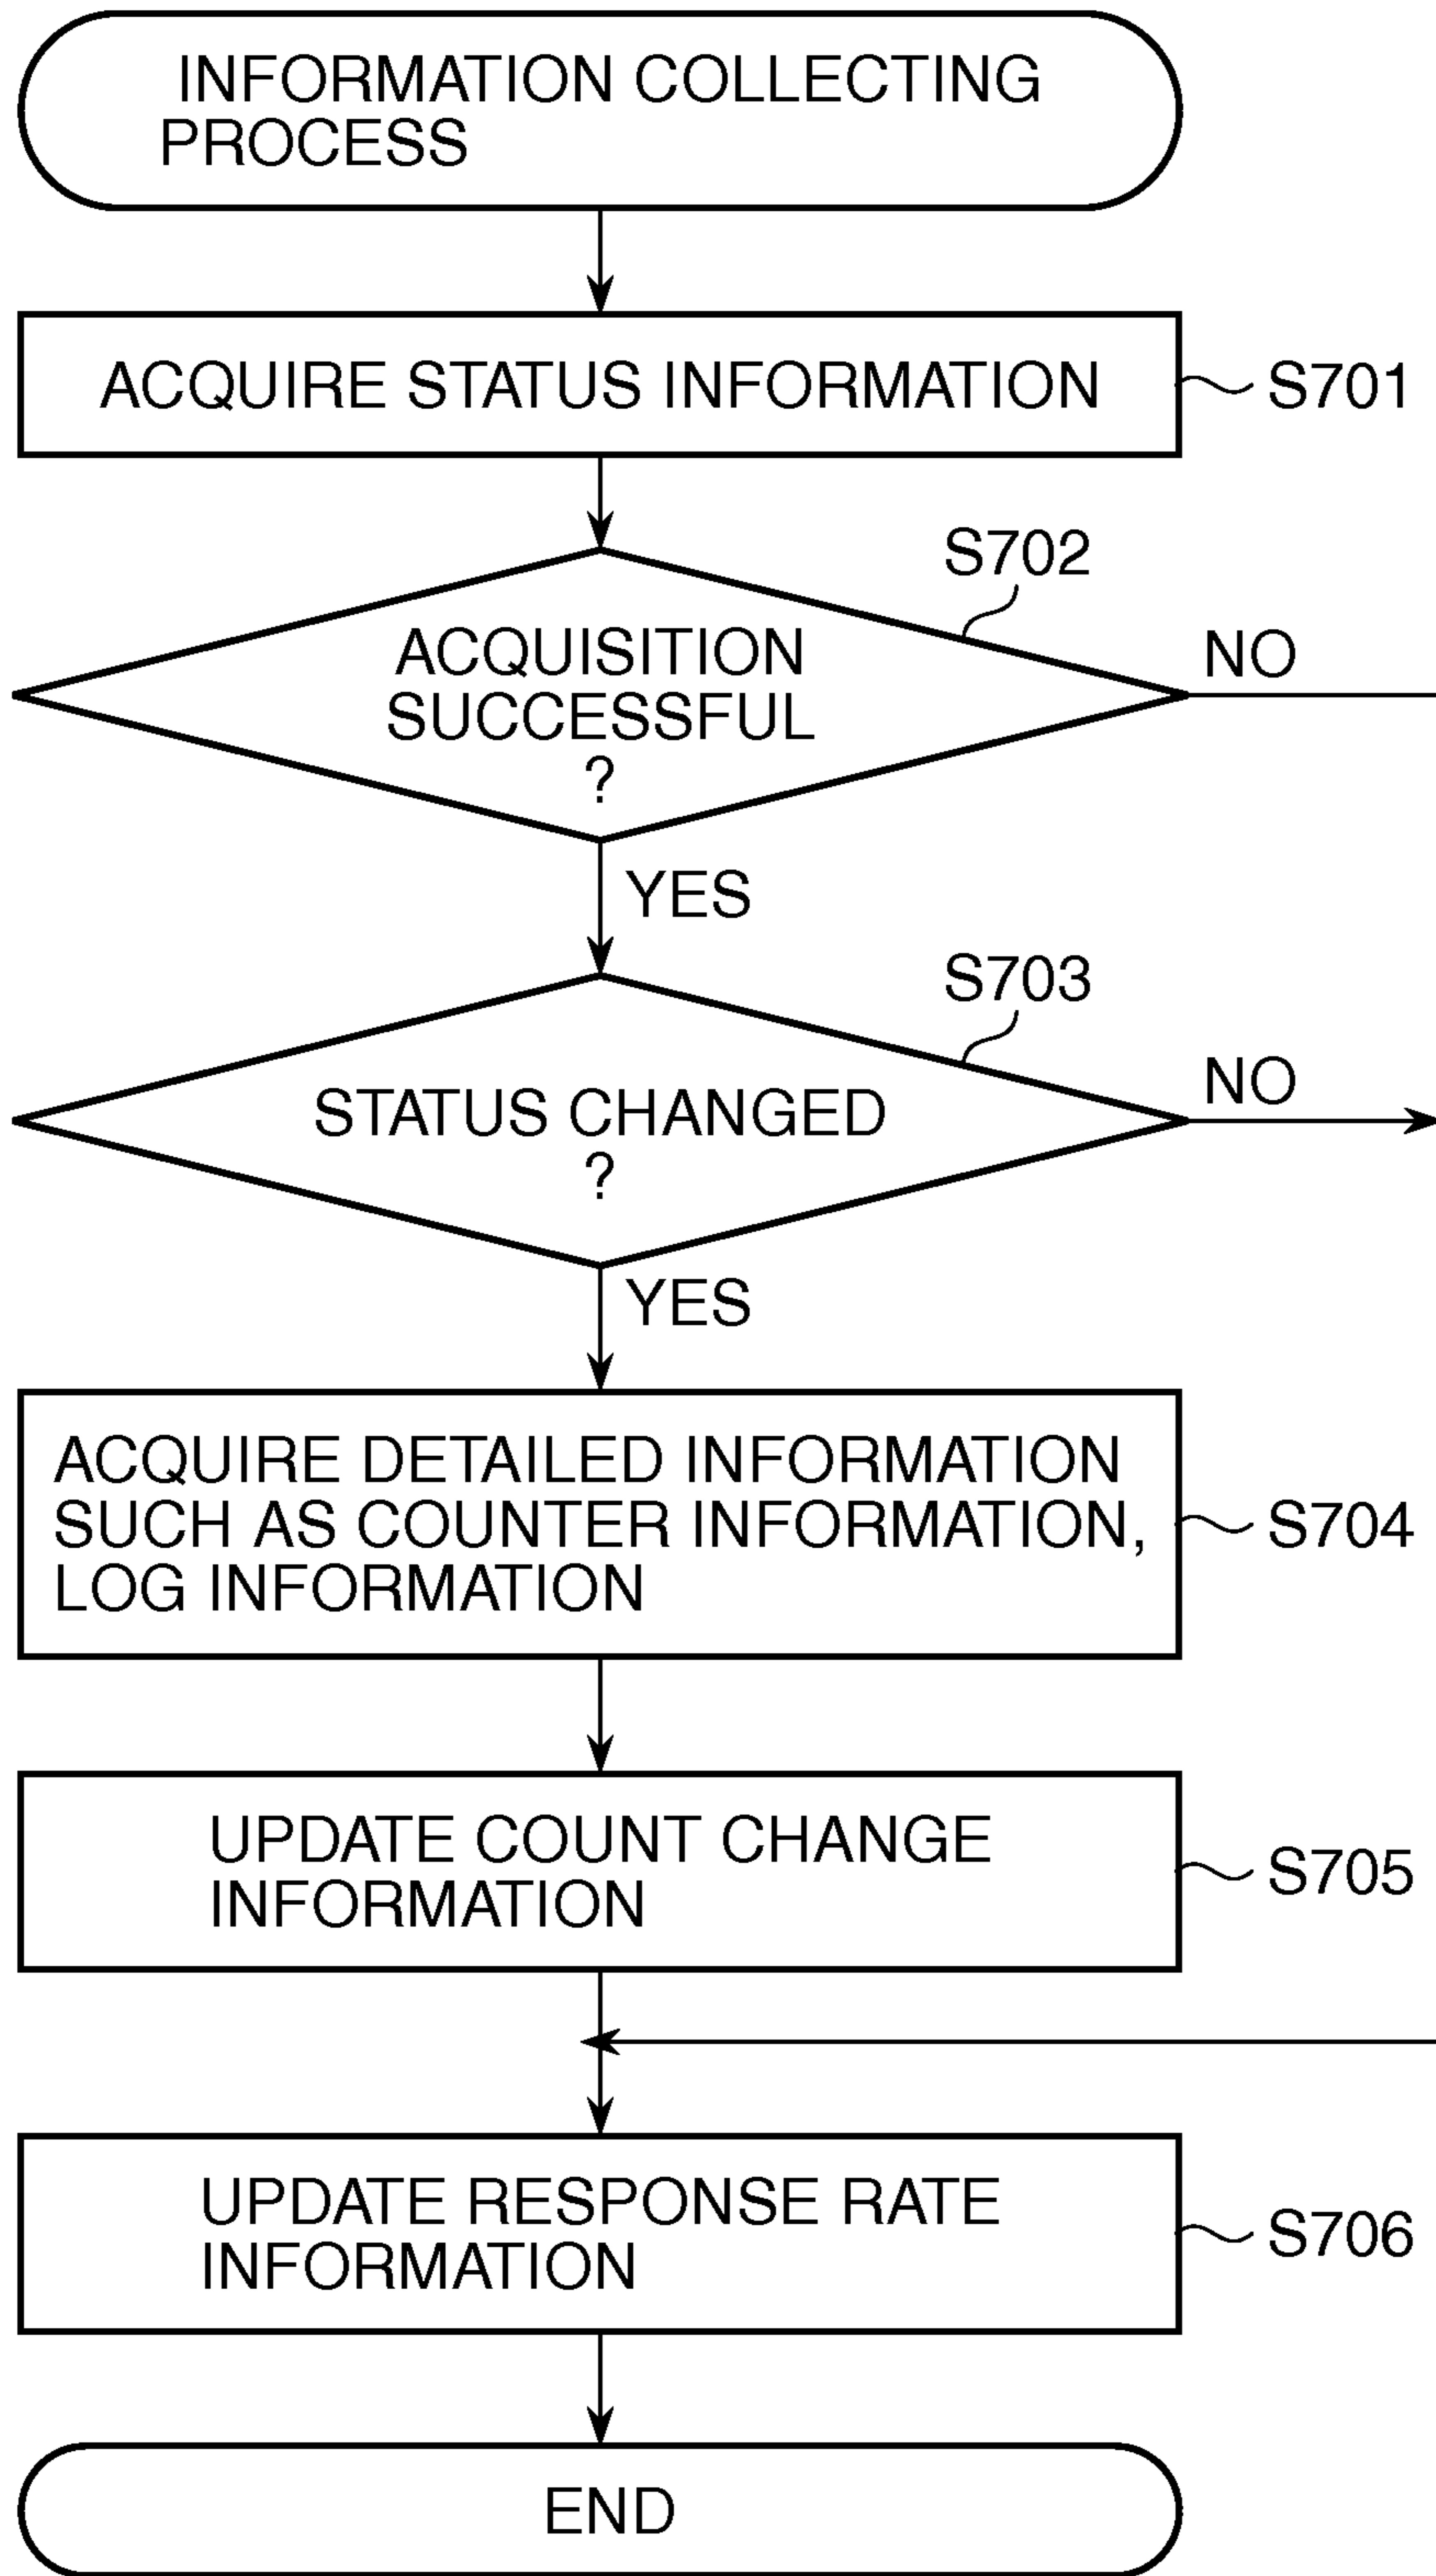 INFORMATION COLLECTING
PROCESS
ACQUIRE STATUS INFORMATION
S701
S702
ACQUISITION
SUCCESSFUL
?
NO
YES
S703
STATUS CHANGED
?
NO
YES
ACQUIRE DETAILED INFORMATION
SUCH AS COUNTER INFORMATION,
LOG INFORMATION
S704
UPDATE COUNT CHANGE
INFORMATION
S705
UPDATE RESPONSE RATE
INFORMATION
S706
END